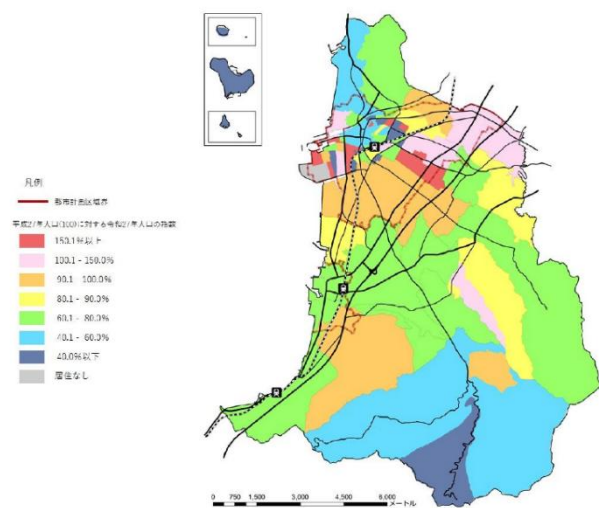 凡例
都市計画区境界
平成27年人口(100)に対する令和27年人口の指数
150.1%以上
100.1 - 150.0%
90.1 - 100.0%
80.1 - 90.0%
60.1 - 80.0%
40.1 - 60.0%
40.0%以下
居住なし
0 750 1,500 3,000 4,500 6,000 メートル